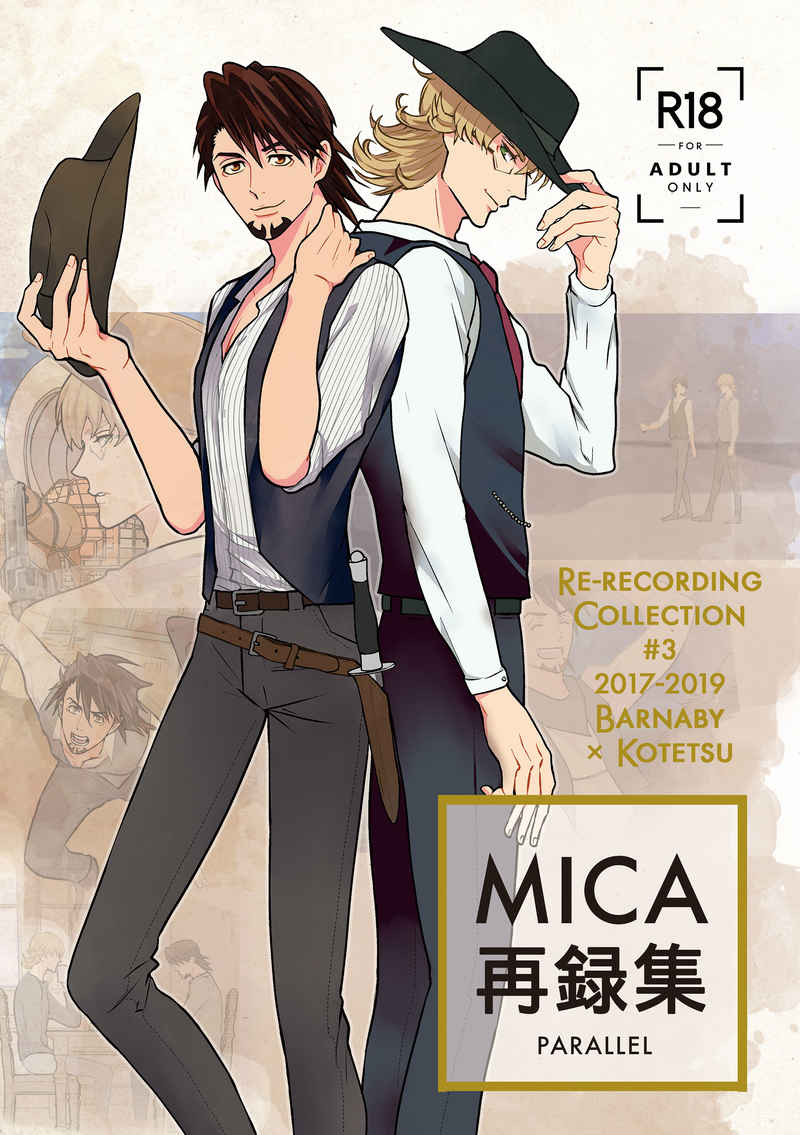 R18
FOR
ADULT
ONLY
RE-RECORDING
COLLECTION
#3
2017-2019
BARNABY
× KOTETSU
MICA
再録集
PARALLEL